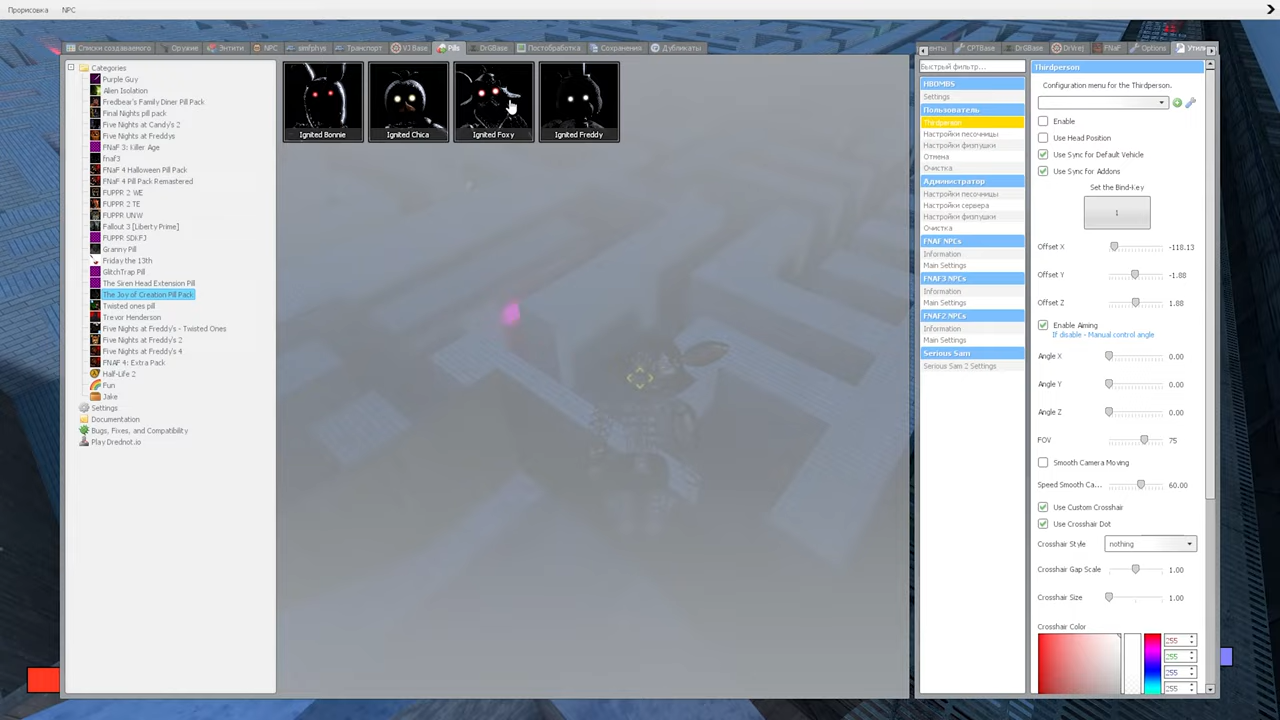 Прорисовка NPC
Списки создаваемого Оружие Энтити NPC simfphys Транспорт VJ Base Pills DrGBase Постобработка Сохранения Дубликаты
CPTBase DrGBase DrVrej FNaF Options
Categories
Purple Guy
Alien Isolation
Fredbear's Family Diner Pill Pack
Final Nights pill pack
Five Nights at Candy's 2
Five Nights at Freddys
FNaF 3: Killer Age
fnaf3
FNaF 4 Halloween Pill Pack
FNaF 4 Pill Pack Remastered
FUPPR 2 WE
FUPPR 2 TE
FUPPR UNW
Fallout 3 [Liberty Prime]
FUPPR SDI:FJ
Granny Pill
Friday the 13th
GlitchTrap Pill
The Siren Head Extension Pill
The Joy of Creation Pill Pack
Twisted ones pill
Trevor Henderson
Five Nights at Freddy's - Twisted Ones
Five Nights at Freddy's 2
Five Nights at Freddy's 4
FNAF 4: Extra Pack
Half-Life 2
Fun
Jake
Settings
Documentation
Bugs, Fixes, and Compatibility
Play Drednot.io
Ignited Bonnie
Ignited Chica
Ignited Foxy
Ignited Freddy
Быстрый фильтр...
HBOMBS
Settings
Пользователь
Thirdperson
Настройки песочницы
Настройки физпушки
Отмена
Очистка
Администратор
Настройки песочницы
Настройки сервера
Настройки физпушки
Очистка
FNAF NPCs
Information
Main Settings
FNAF3 NPCs
Information
Main Settings
FNAF2 NPCs
Information
Main Settings
Serious Sam
Serious Sam 2 Settings
Thirdperson
Configuration menu for the Thirdperson.
Enable
Use Head Position
Use Sync for Default Vehicle
Use Sync for Addons
Set the Bind-Key
1
Offset X -118.13
Offset Y -1.88
Offset Z 1.88
Enable Aiming
If disable - Manual control angle
Angle X 0.00
Angle Y 0.00
Angle Z 0.00
FOV 75
Smooth Camera Moving
Speed Smooth Ca... 60.00
Use Custom Crosshair
Use Crosshair Dot
Crosshair Style nothing
Crosshair Gap Scale 1.00
Crosshair Size 1.00
Crosshair Color
255
255
255
255